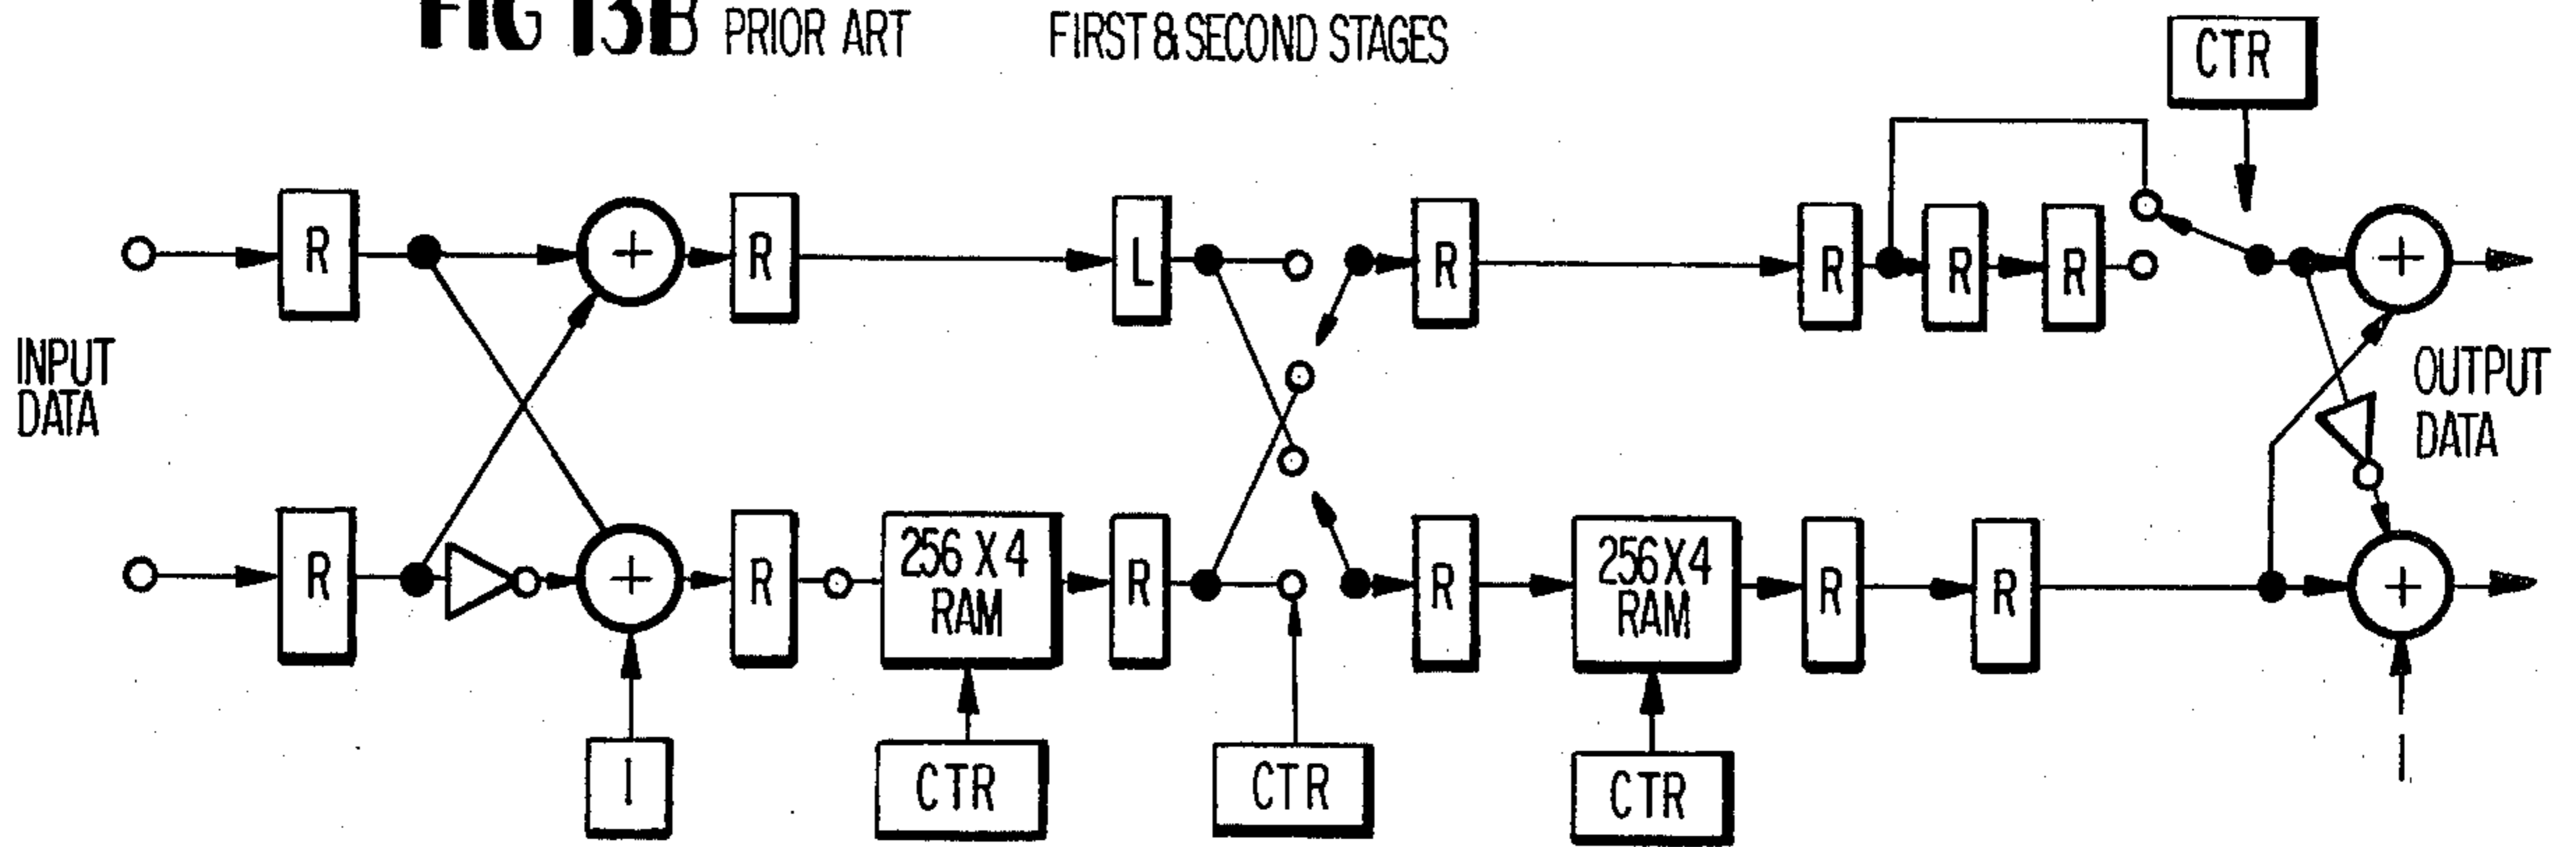 FIG 13B PRIOR ART FIRST & SECOND STAGES
CTR
R + R L R R R R +
INPUT
DATA
OUTPUT
DATA
R + R 256 X 4
RAM R R 256 X 4
RAM R R +
1 CTR CTR CTR 1